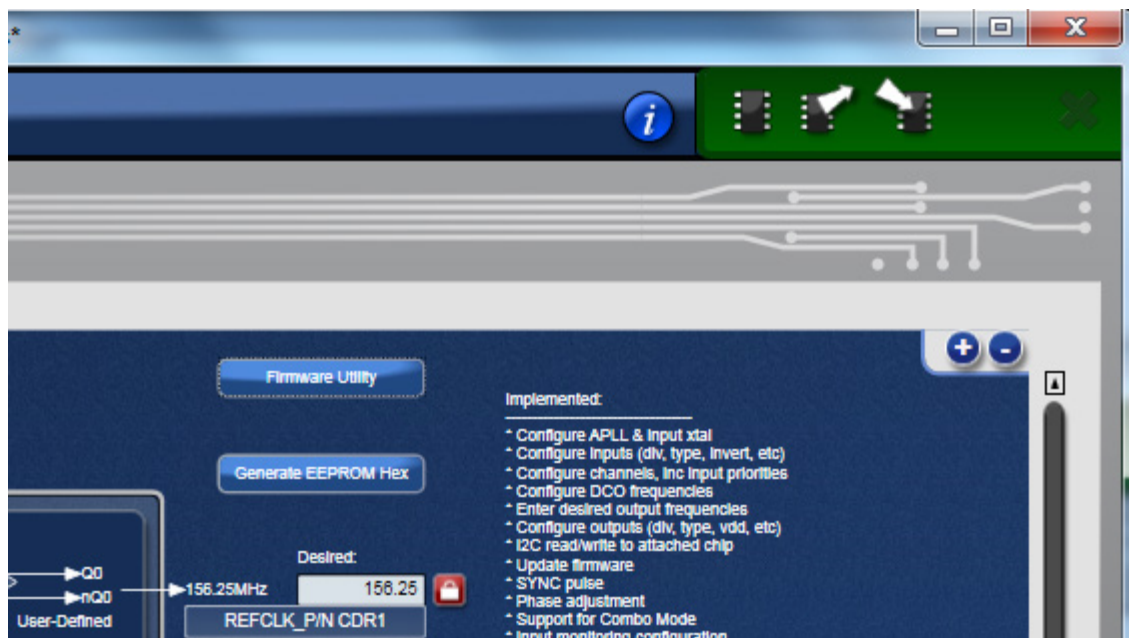 *
i
Firmware Utility
Implemented:
* Configure APLL & Input xtal
* Configure Inputs (div, type, Invert, etc)
Generate EEPROM Hex
* Configure channels, Inc Input priorities
* Configure DCO frequencies
* Enter desired output frequencies
* Configure outputs (div, type, vdd, etc)
* I2C read/write to attached chip
Desired:
* Update firmware
Q0
156.25MHz
156.25
* SYNC pulse
nQ0
* Phase adjustment
User-Defined
REFCLK_P/N CDR1
* Support for Combo Mode
* Input monitoring configuration